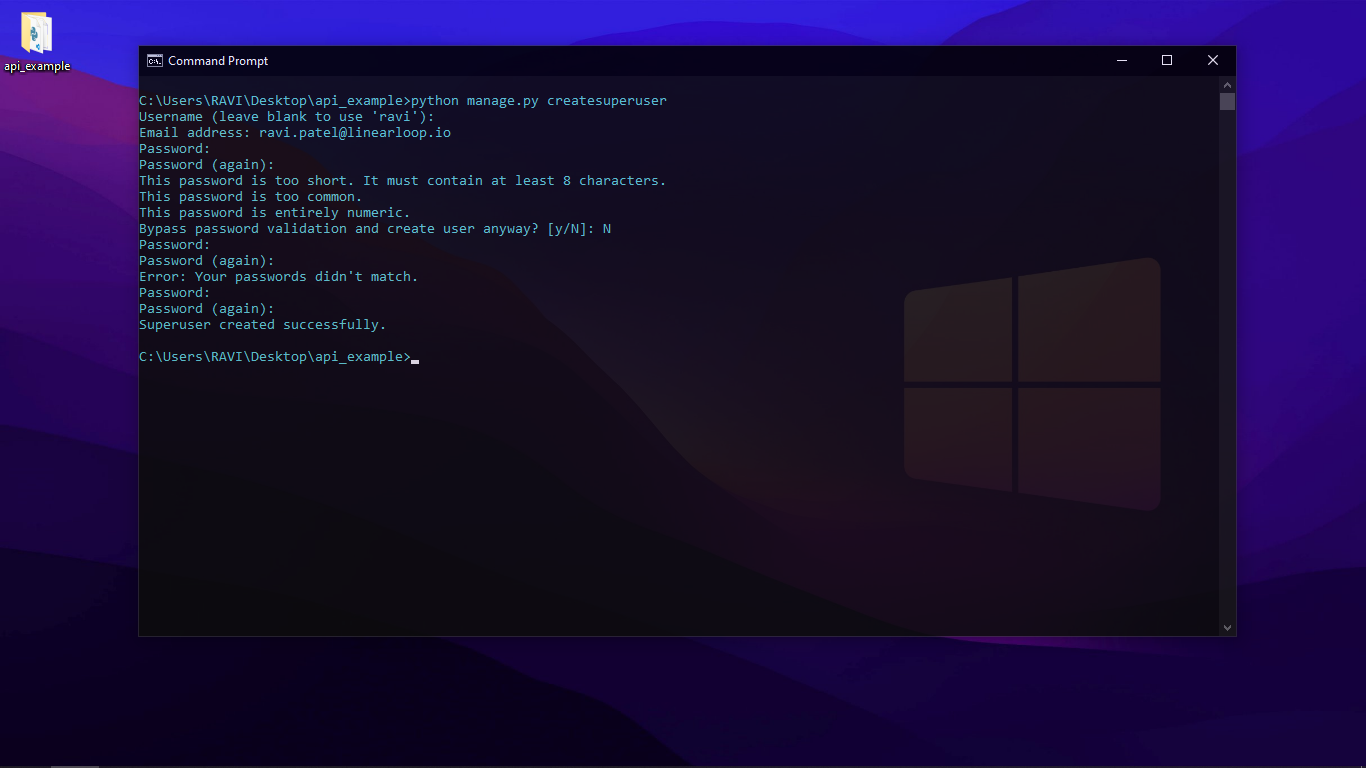 api_example
Command Prompt
C:\Users\RAVI\Desktop\api_example>python manage.py createsuperuser
Username (leave blank to use 'ravi'):
Email address: ravi.patel@linearloop.io
Password:
Password (again):
This password is too short. It must contain at least 8 characters.
This password is too common.
This password is entirely numeric.
Bypass password validation and create user anyway? [y/N]: N
Password:
Password (again):
Error: Your passwords didn't match.
Password:
Password (again):
Superuser created successfully.
C:\Users\RAVI\Desktop\api_example>